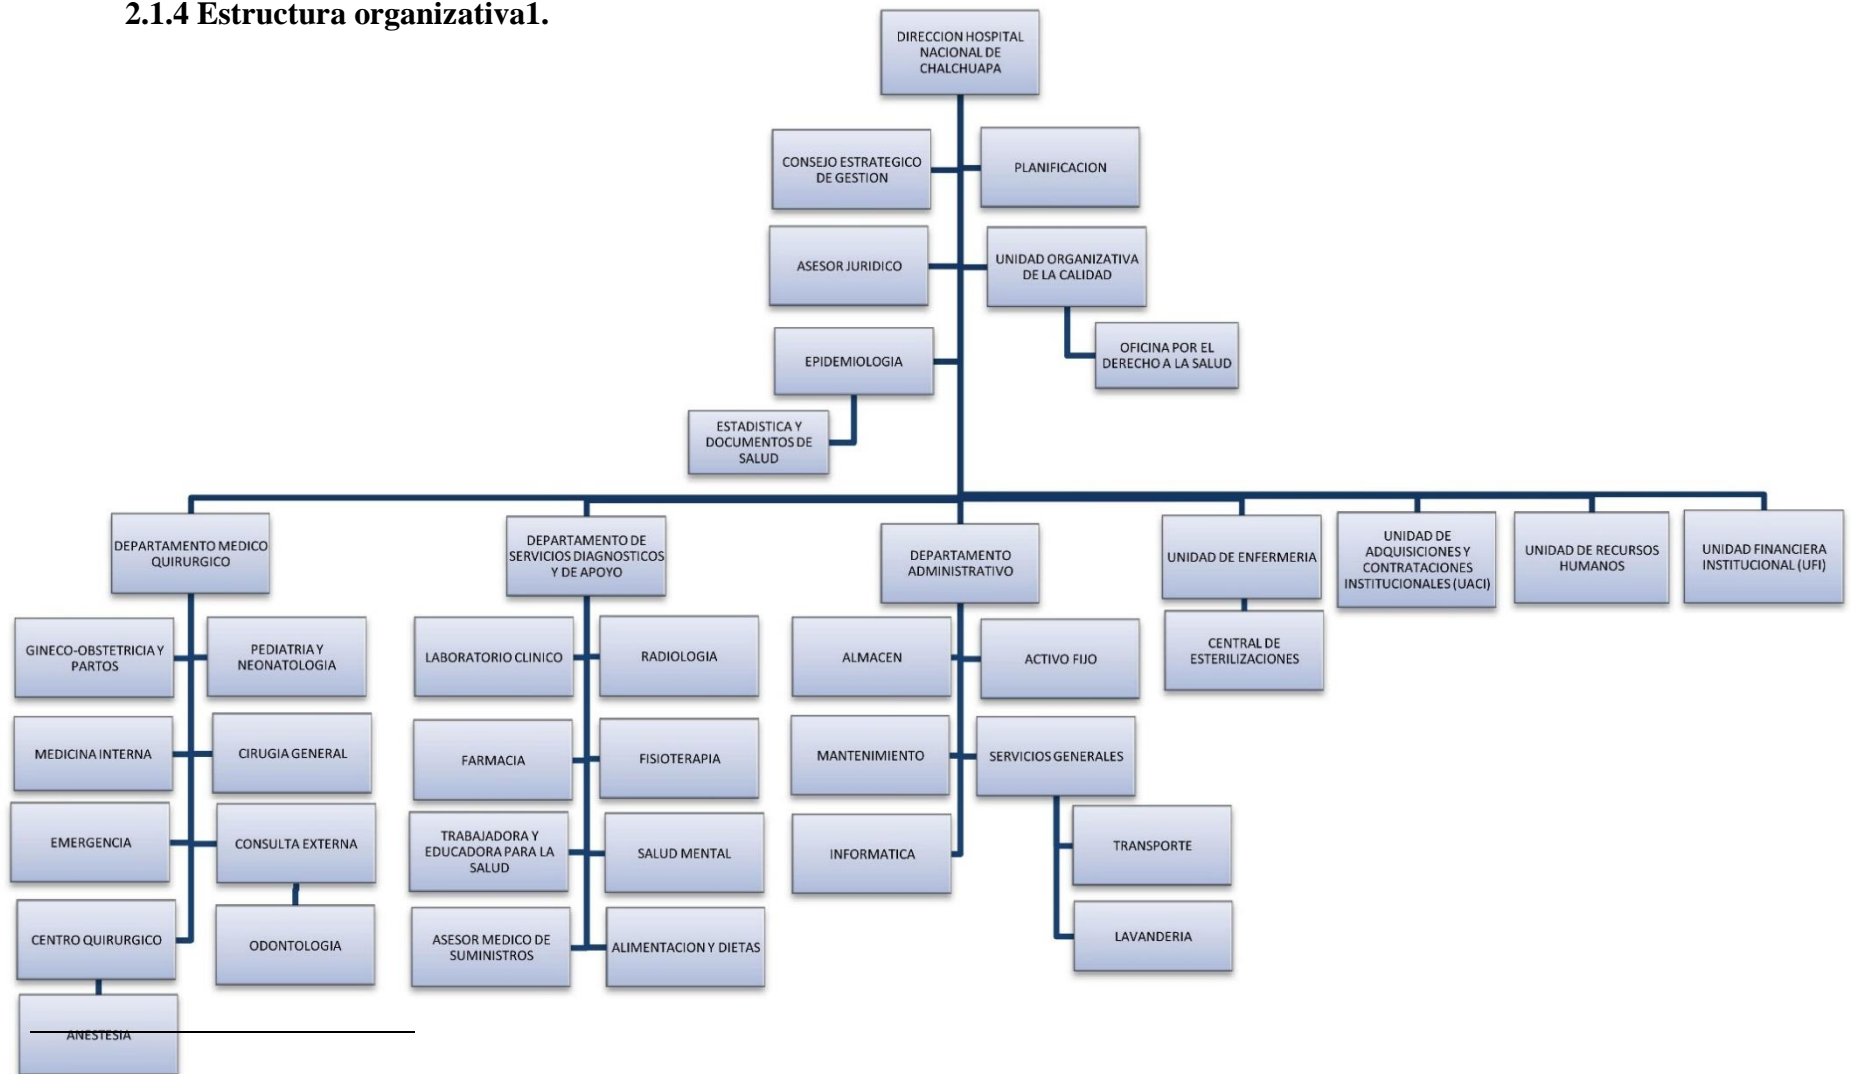 2.1.4 Estructura organizativa1.
DIRECCION HOSPITAL
NACIONAL DE
CHALCHUAPA
CONSEJO ESTRATEGICO
DE GESTION
PLANIFICACION
ASESOR JURIDICO
UNIDAD ORGANIZATIVA
DE LA CALIDAD
OFICINA POR EL
DERECHO A LA SALUD
EPIDEMIOLOGIA
ESTADISTICA Y
DOCUMENTOS DE
SALUD
DEPARTAMENTO MEDICO
QUIRURGICO
DEPARTAMENTO DE
SERVICIOS DIAGNOSTICOS
Y DE APOYO
DEPARTAMENTO
ADMINISTRATIVO
UNIDAD DE ENFERMERIA
UNIDAD DE
ADQUISICIONES Y
CONTRATACIONES
INSTITUCIONALES (UACI)
UNIDAD DE RECURSOS
HUMANOS
UNIDAD FINANCIERA
INSTITUCIONAL (UFI)
GINECO-OBSTETRICIA Y
PARTOS
PEDIATRIA Y
NEONATOLOGIA
MEDICINA INTERNA
CIRUGIA GENERAL
EMERGENCIA
CONSULTA EXTERNA
CENTRO QUIRURGICO
ODONTOLOGIA
ANESTESIA
LABORATORIO CLINICO
RADIOLOGIA
FARMACIA
FISIOTERAPIA
TRABAJADORA Y
EDUCADORA PARA LA
SALUD
SALUD MENTAL
ASESOR MEDICO DE
SUMINISTROS
ALIMENTACION Y DIETAS
ALMACEN
ACTIVO FIJO
MANTENIMIENTO
SERVICIOS GENERALES
INFORMATICA
TRANSPORTE
LAVANDERIA
CENTRAL DE
ESTERILIZACIONES